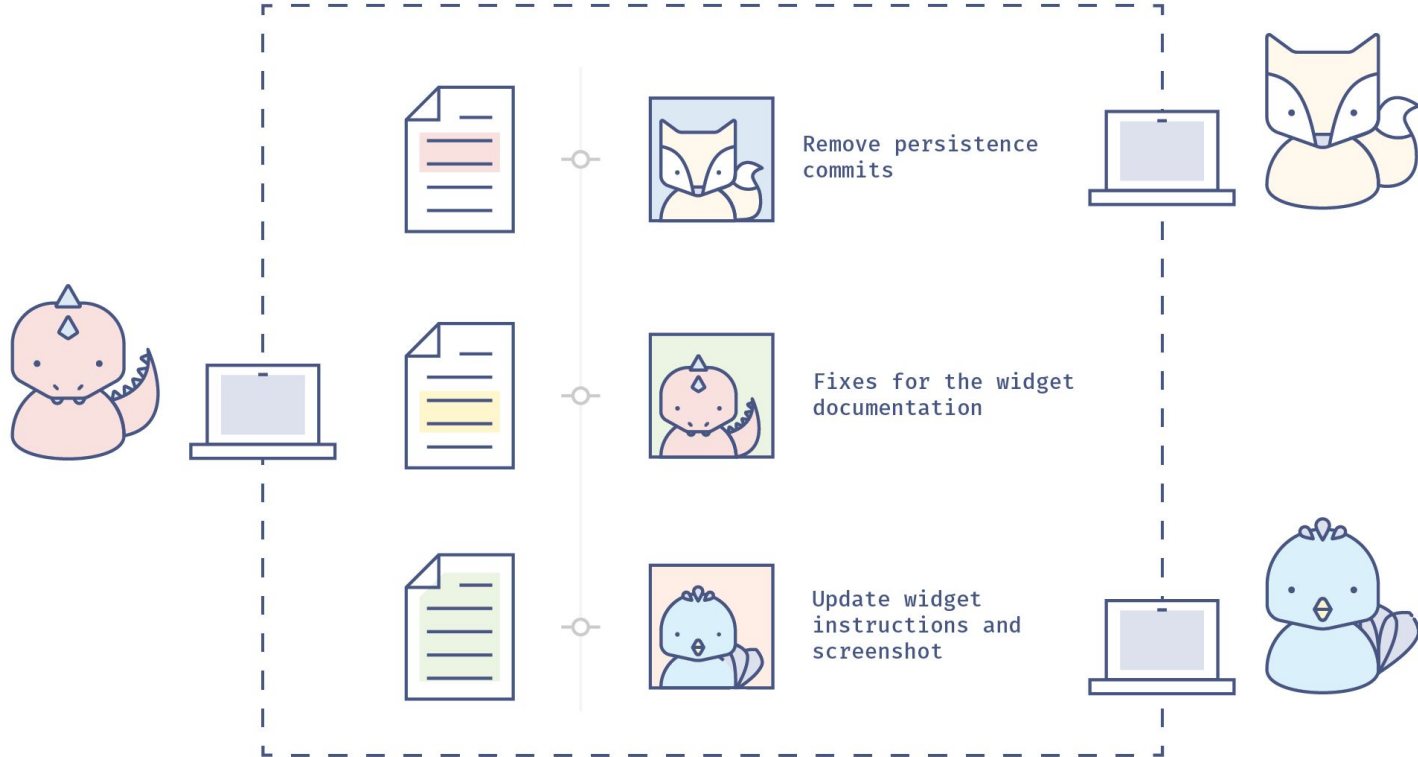 Remove persistence
commits
Fixes for the widget
documentation
Update widget
instructions and
screenshot